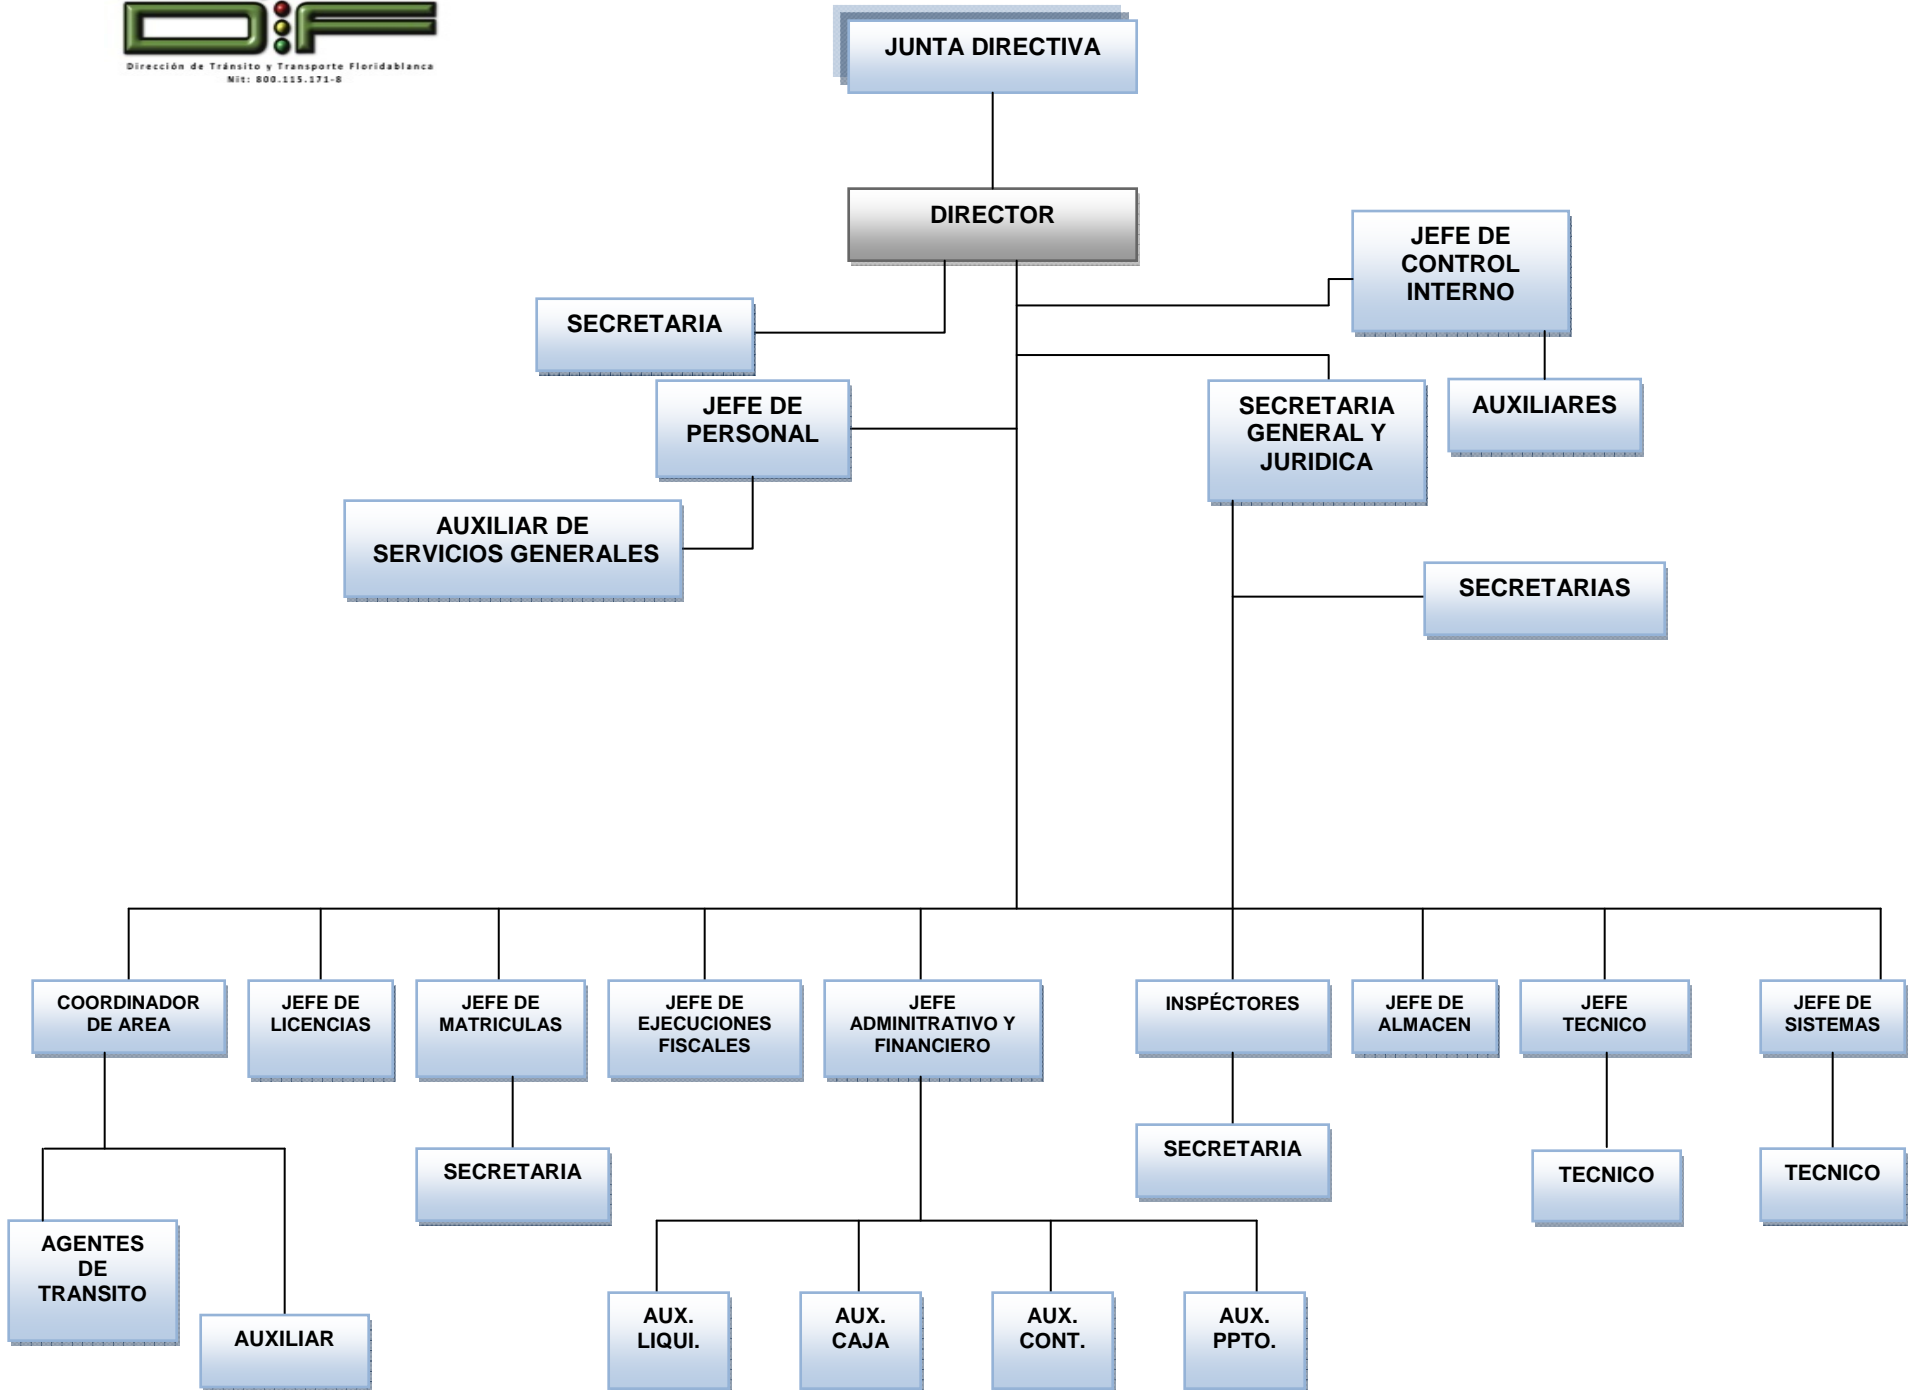 Dirección de Tránsito y Transporte Floridablanca
Nit: 800.115.171-8
JUNTA DIRECTIVA
DIRECTOR
JEFE DE
CONTROL
INTERNO
SECRETARIA
JEFE DE
PERSONAL
SECRETARIA
GENERAL Y
JURIDICA
AUXILIARES
AUXILIAR DE
SERVICIOS GENERALES
SECRETARIAS
COORDINADOR
DE AREA
JEFE DE
LICENCIAS
JEFE DE
MATRICULAS
JEFE DE
EJECUCIONES
FISCALES
JEFE
ADMINITRATIVO Y
FINANCIERO
INSPÉCTORES
JEFE DE
ALMACEN
JEFE
TECNICO
JEFE DE
SISTEMAS
SECRETARIA
SECRETARIA
TECNICO
TECNICO
AGENTES
DE
TRANSITO
AUXILIAR
AUX.
LIQUI.
AUX.
CAJA
AUX.
CONT.
AUX.
PPTO.